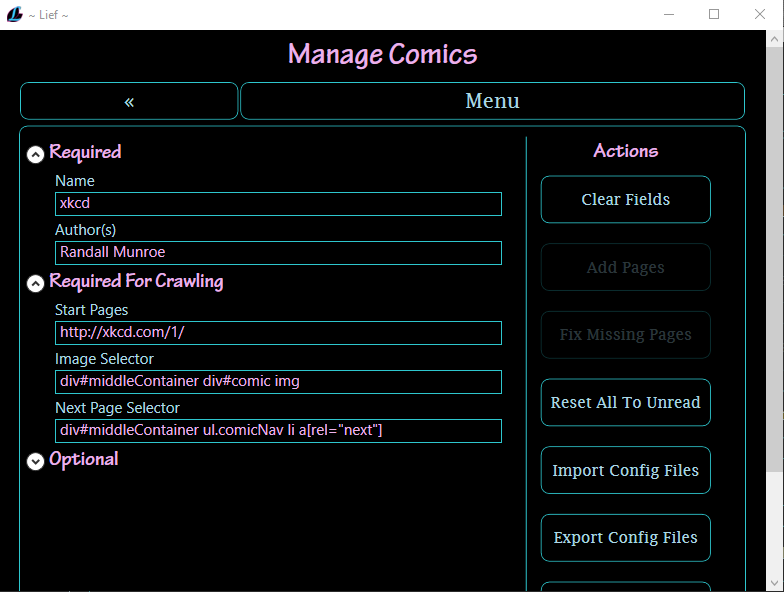 ~ Lief ~
Manage Comics
«
Menu
Required
Name
xkcd
Author(s)
Randall Munroe
Required For Crawling
Start Pages
http://xkcd.com/1/
Image Selector
div#middleContainer div#comic img
Next Page Selector
div#middleContainer ul.comicNav li a[rel="next"]
Optional
Actions
Clear Fields
Add Pages
Fix Missing Pages
Reset All To Unread
Import Config Files
Export Config Files